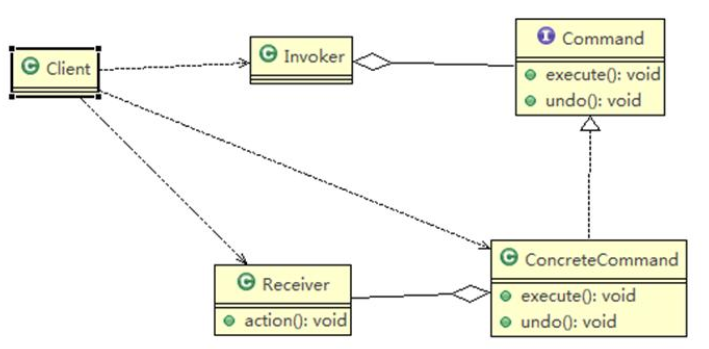 C Client
C Invoker
I Command
execute(): void
undo(): void
C Receiver
action(): void
C ConcreteCommand
execute(): void
undo(): void